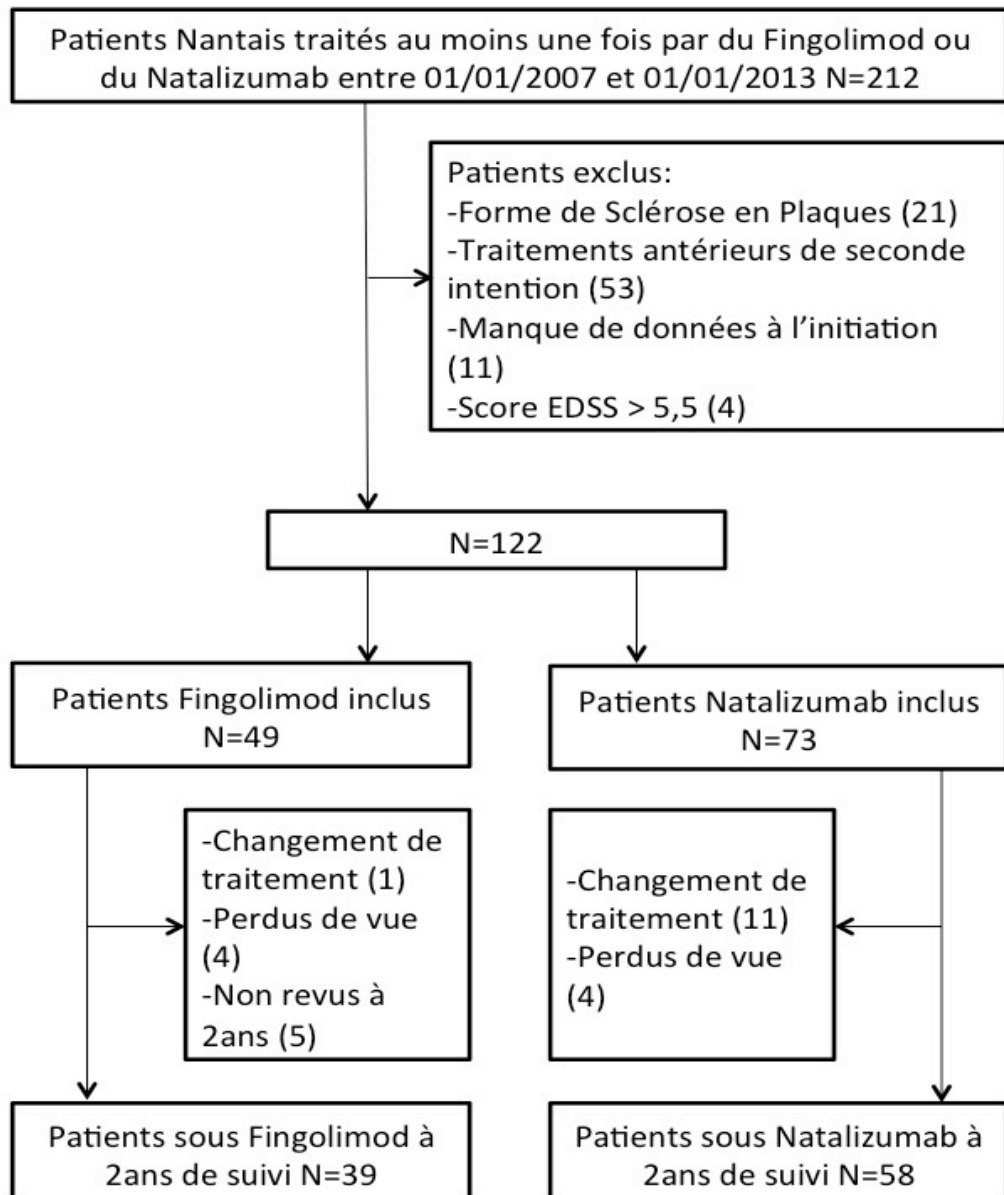 Patients Nantais traités au moins une fois par du Fingolimod ou
du Natalizumab entre 01/01/2007 et 01/01/2013 N=212
Patients exclus:
-Forme de Sclérose en Plaques (21)
-Traitements antérieurs de seconde
intention (53)
-Manque de données à l'initiation
(11)
-Score EDSS > 5,5 (4)
N=122
Patients Fingolimod inclus
N=49
Patients Natalizumab inclus
N=73
-Changement de
traitement (1)
-Perdus de vue
(4)
-Non revus à
2ans (5)
-Changement de
traitement (11)
-Perdus de vue
(4)
Patients sous Fingolimod à
2ans de suivi N=39
Patients sous Natalizumab à
2ans de suivi N=58